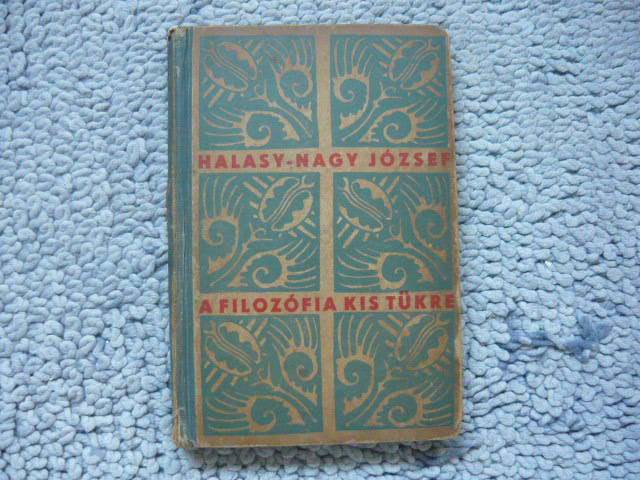 HALASY-NAGY JÓZSEF
A FILOZÓFIA KIS TÜKRE